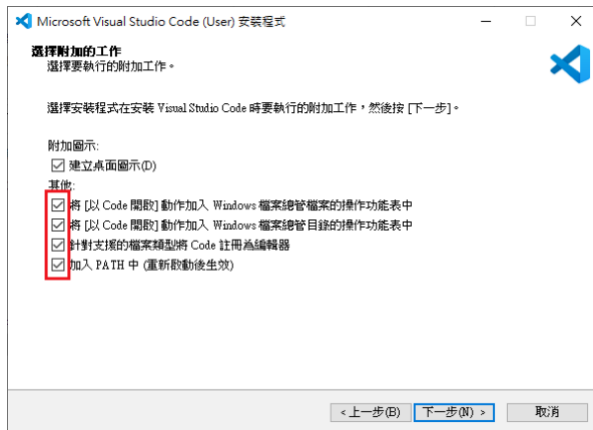 Microsoft Visual Studio Code (User) 安裝程式
選擇附加的工作
選擇要執行的附加工作。
選擇安裝程式在安裝 Visual Studio Code 時要執行的附加工作，然後按 [下一步]。
附加圖示:
建立桌面圖示(D)
其他:
將 [以 Code 開啟] 動作加入 Windows 檔案總管檔案的操作功能表中
將 [以 Code 開啟] 動作加入 Windows 檔案總管目錄的操作功能表中
針對支援的檔案類型將 Code 註冊為編輯器
加入 PATH 中 (重新啟動後生效)
<上一步(B) 下一步(N) > 取消